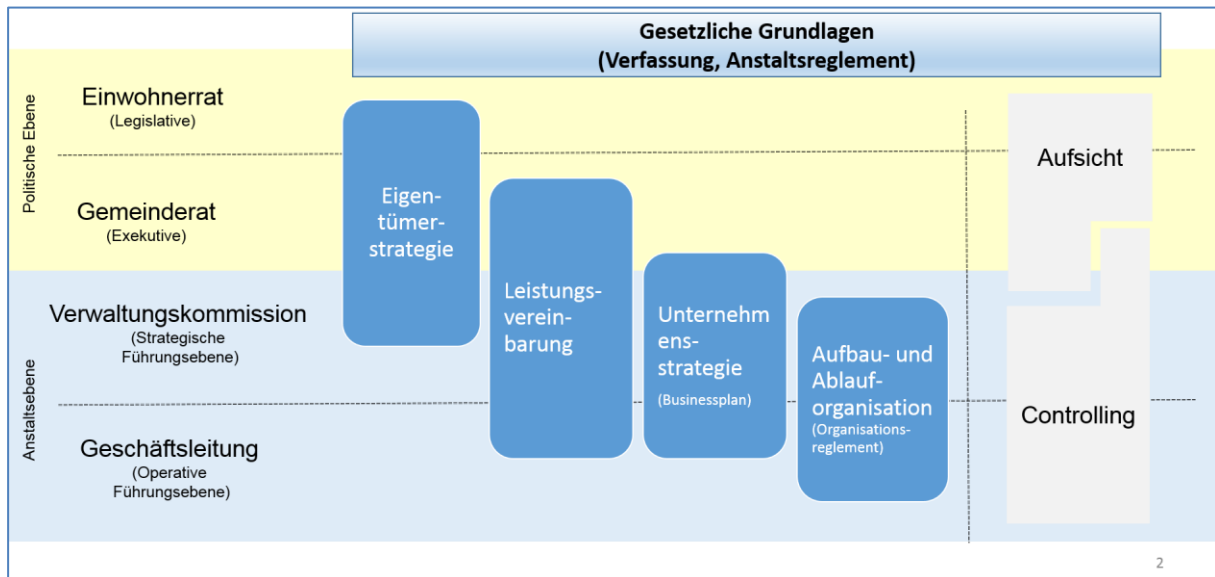 Gesetzliche Grundlagen
(Verfassung, Anstaltsreglement)
Politische Ebene
Einwohnerrat
(Legislative)
Gemeinderat
(Exekutive)
Anstaltsebene
Verwaltungskommission
(Strategische
Führungsebene)
Geschäftsleitung
(Operative
Führungsebene)
Eigen-
tümer-
strategie
Leistungs-
verein-
barung
Unternehm
ens-
strategie
(Businessplan)
Aufbau- und
Ablauf-
organisation
(Organisations-
reglement)
Aufsicht
Controlling
2